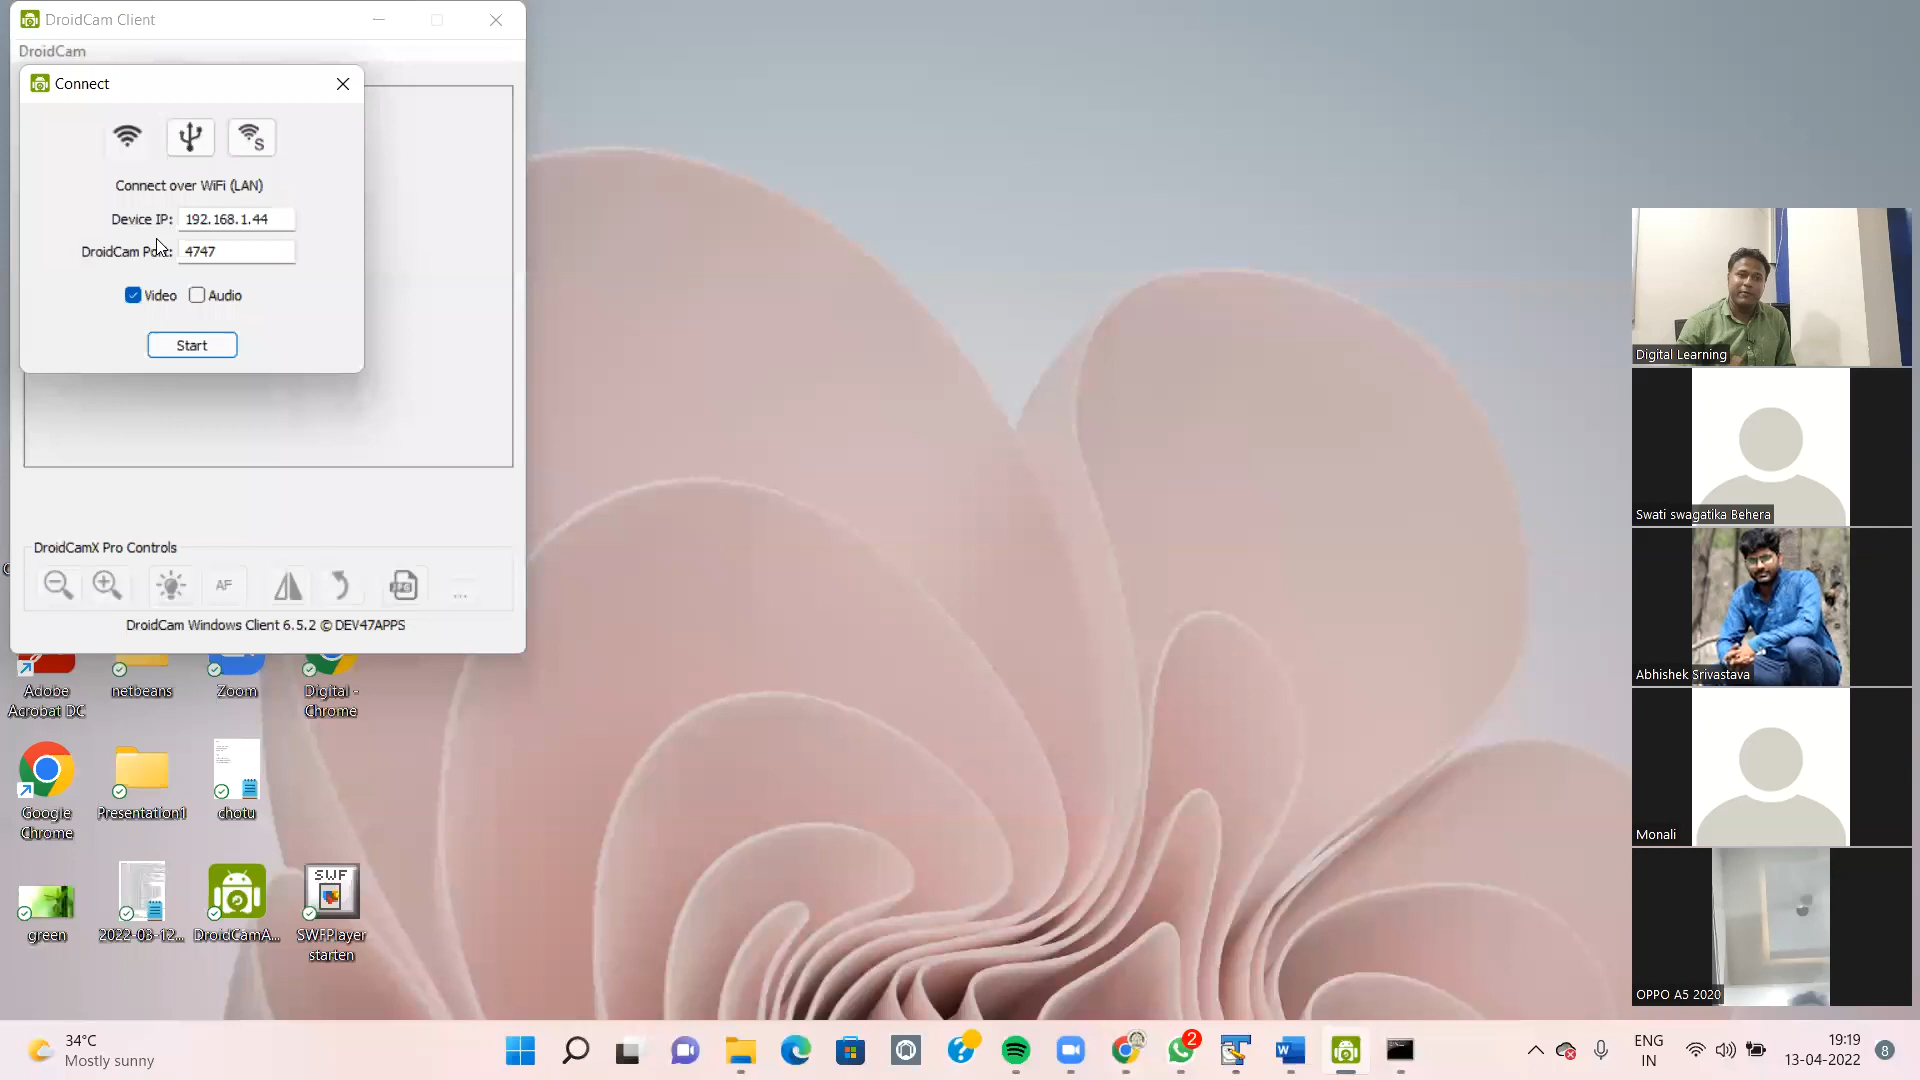 DroidCam Client
DroidCam
Connect
S
Connect over WiFi (LAN)
Device IP: 192.168.1.44
DroidCam 4747
Video Audio
Start
DroidCamX Pro Controls
AF
JPG
...
DroidCam Windows Client 6.5.2 © DEV47APPS
Adobe
Acrobat DC
netbeans
Zoom
Digital -
Chrome
Google
Chrome
Presentation1
chotu
green
2022-03-12...
DroidCamA...
SWF
SWFPlayer
starten
Digital Learning
Swati swagatika Behera
Abhishek Srivastava
Monali
OPPO A5 2020
34°C
Mostly sunny
2
ENG
IN
19:19
13-04-2022
8